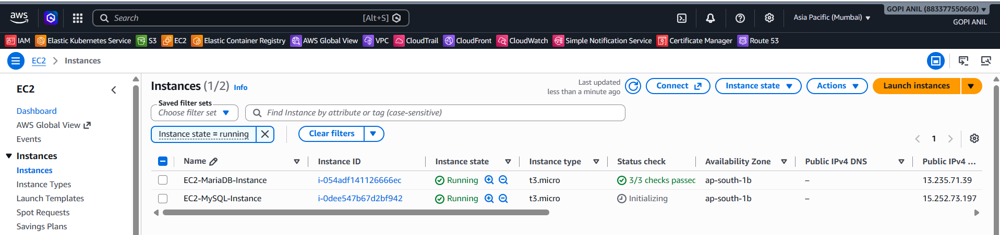 GOPI ANIL (883377550669)
aws
Search
[Alt+S]
Asia Pacific (Mumbai)
GOPI ANIL
IAM Elastic Kubernetes Service S3 EC2 Elastic Container Registry AWS Global View VPC CloudTrail CloudFront CloudWatch Simple Notification Service Certificate Manager Route 53
EC2 Instances
EC2
Dashboard
AWS Global View
Events
Instances
Instances
Instance Types
Launch Templates
Spot Requests
Savings Plans
Instances (1/2) Info
Last updated
less than a minute ago
Connect
Instance state
Actions
Launch instances
Saved filter sets
Choose filter set
Find Instance by attribute or tag (case-sensitive)
Instance state = running
Clear filters
1
Name Instance ID Instance state Instance type Status check Availability Zone Public IPv4 DNS Public IPv4 ...
EC2-MariaDB-Instance i-054adf141126666ec Running t3.micro 3/3 checks passec ap-south-1b – 13.235.71.39
EC2-MySQL-Instance i-0dee547b67d2bf942 Running t3.micro Initializing ap-south-1b – 15.252.73.197